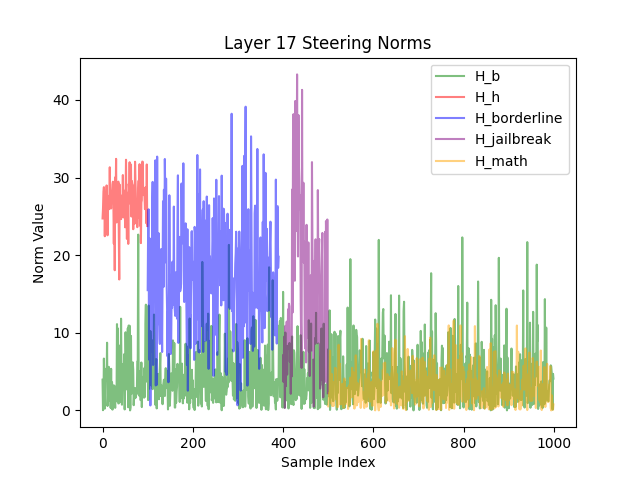 Layer 17 Steering Norms
H_b
H_h
H_borderline
H_jailbreak
H_math
Norm Value
40
30
20
10
0
0 200 400 600 800 1000
Sample Index